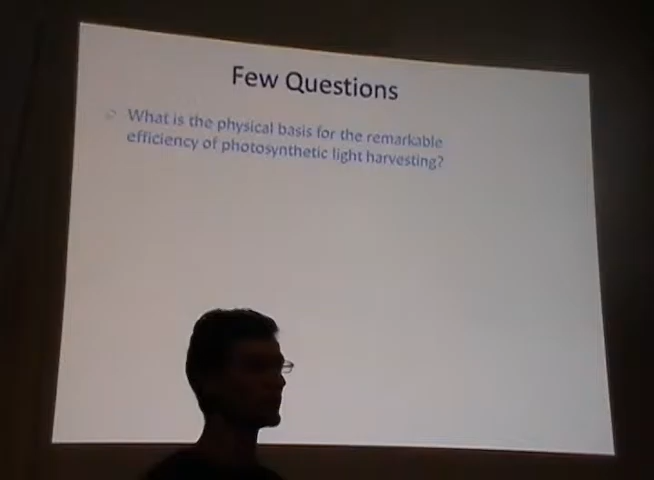 Few Questions
What is the physical basis for the remarkable
efficiency of photosynthetic light harvesting?